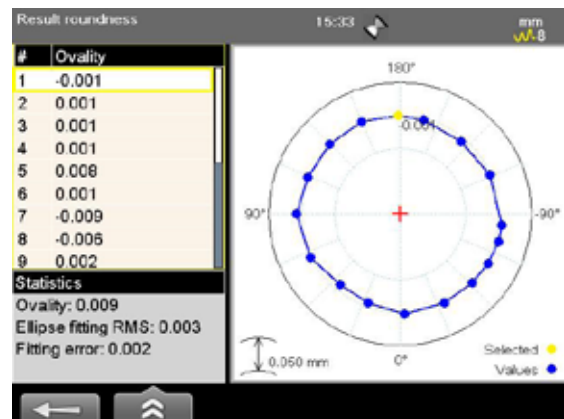 Result roundness 15:33 mm
8
# Ovality
1 -0.001
2 0.001
3 0.001
4 0.001
5 0.008
6 0.001
7 -0.009
8 -0.006
9 0.002
Statistics
Ovality: 0.009
Ellipse fitting RMS: 0.003
Fitting error: 0.002
180°
-0.001
90° -90°
0°
0.050 mm
Selected
Values